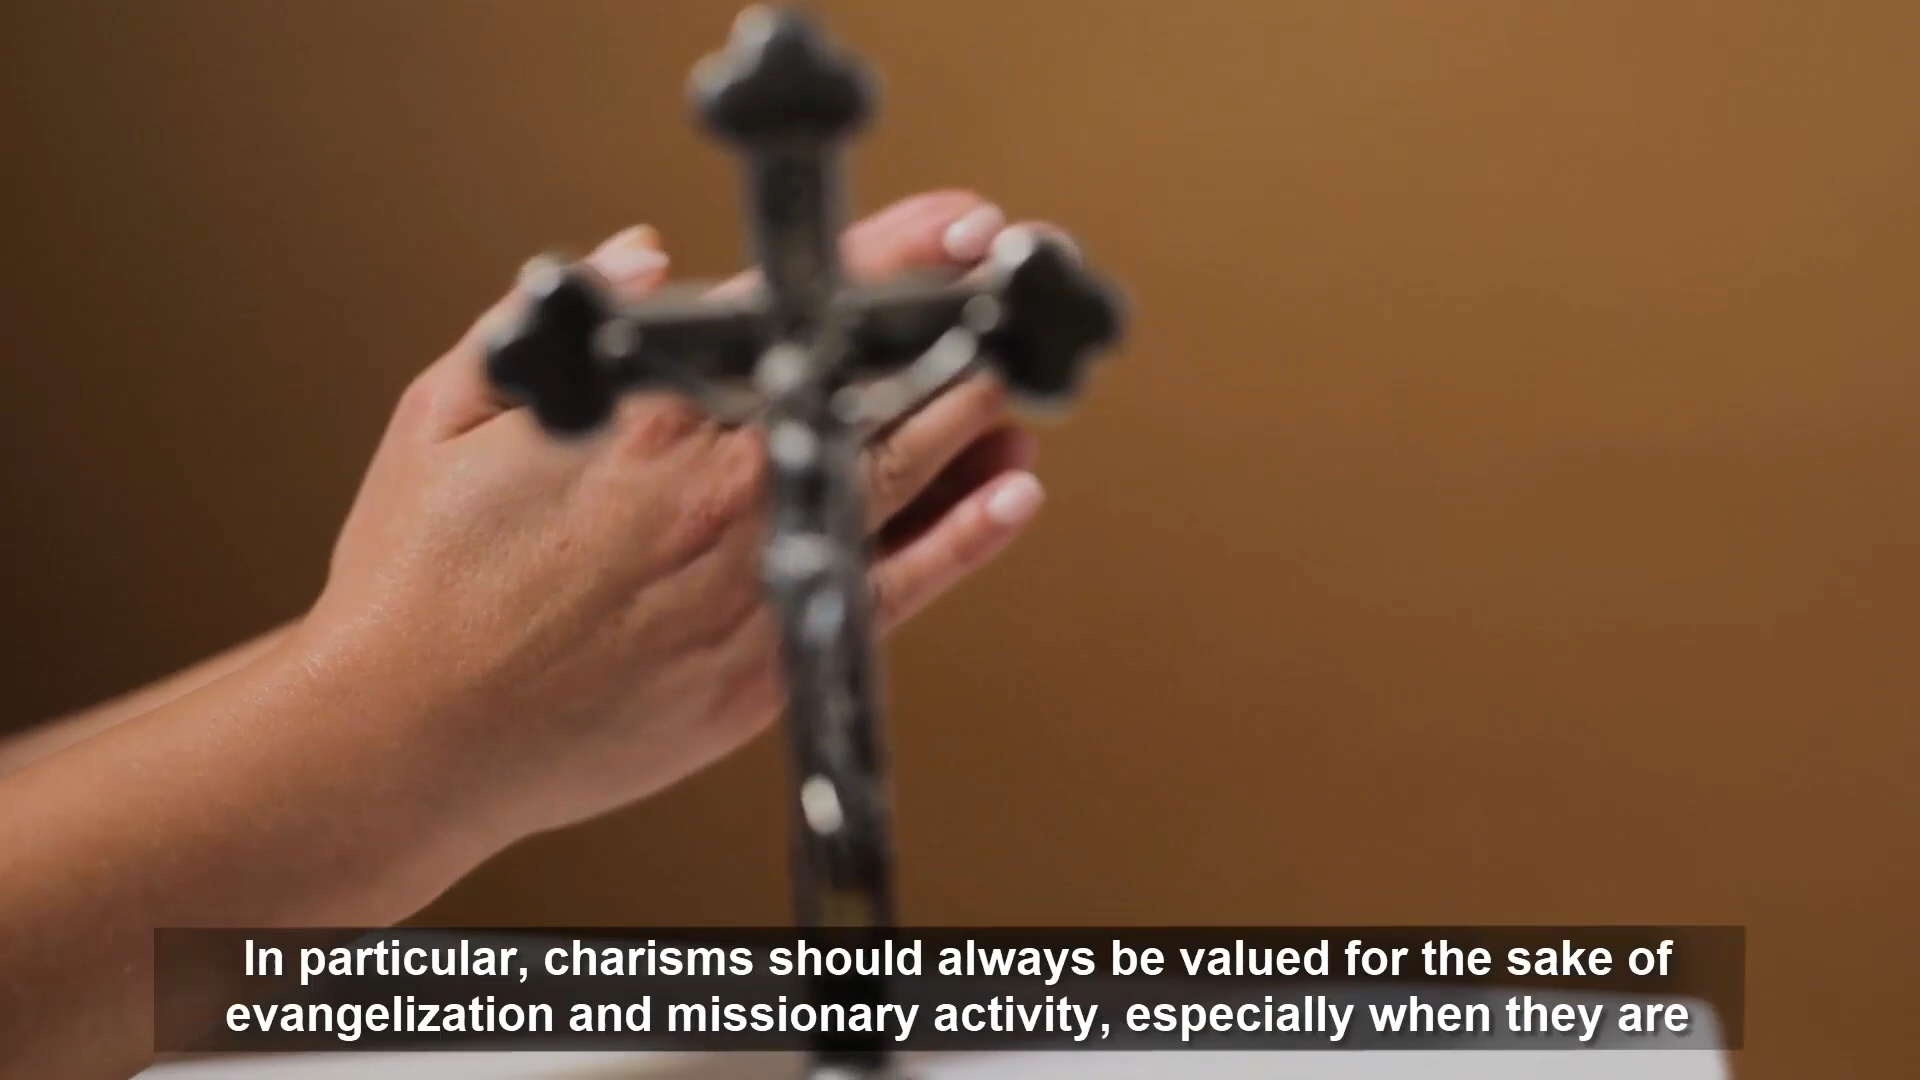 In particular, charisms should always be valued for the sake of
evangelization and missionary activity, especially when they are